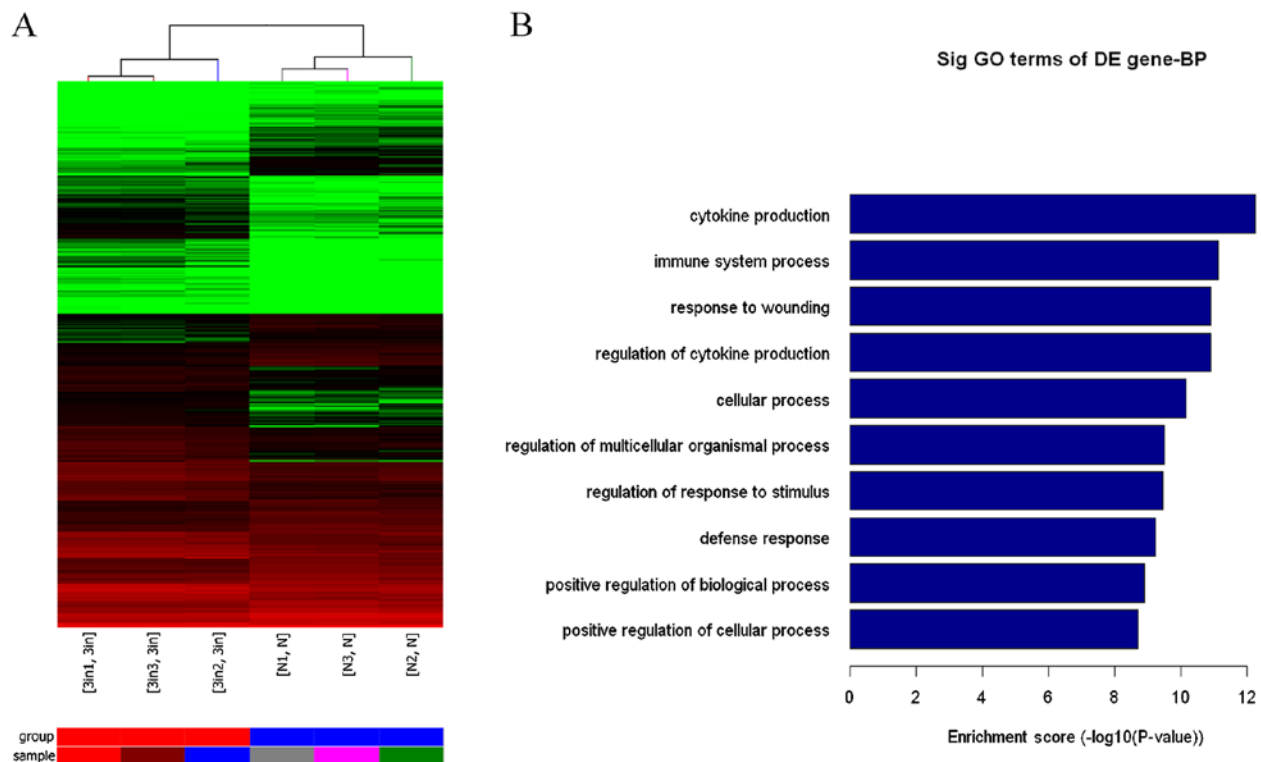 A
[3in1, 3in]
[3in3, 3in]
[3in2, 3in]
[N1, N]
[N3, N]
[N2, N]
group
sample
B
Sig GO terms of DE gene-BP
cytokine production
immune system process
response to wounding
regulation of cytokine production
cellular process
regulation of multicellular organismal process
regulation of response to stimulus
defense response
positive regulation of biological process
positive regulation of cellular process
0 2 4 6 8 10 12
Enrichment score (-log10(P-value))